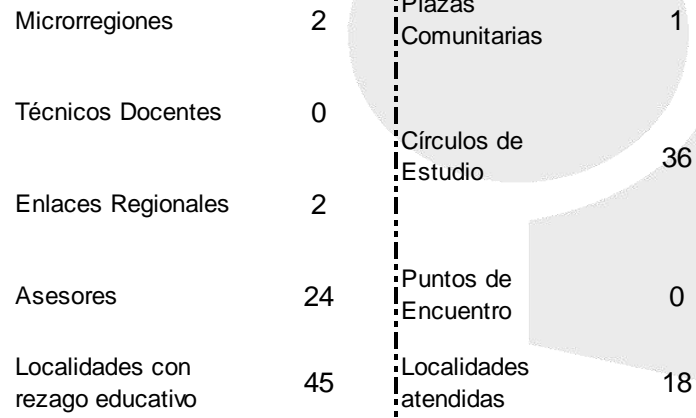 Microrregiones 2
Técnicos Docentes 0
Enlaces Regionales 2
Asesores 24
Localidades con
rezago educativo 45
Plazas
Comunitarias 1
Círculos de
Estudio 36
Puntos de
Encuentro 0
Localidades
atendidas 18